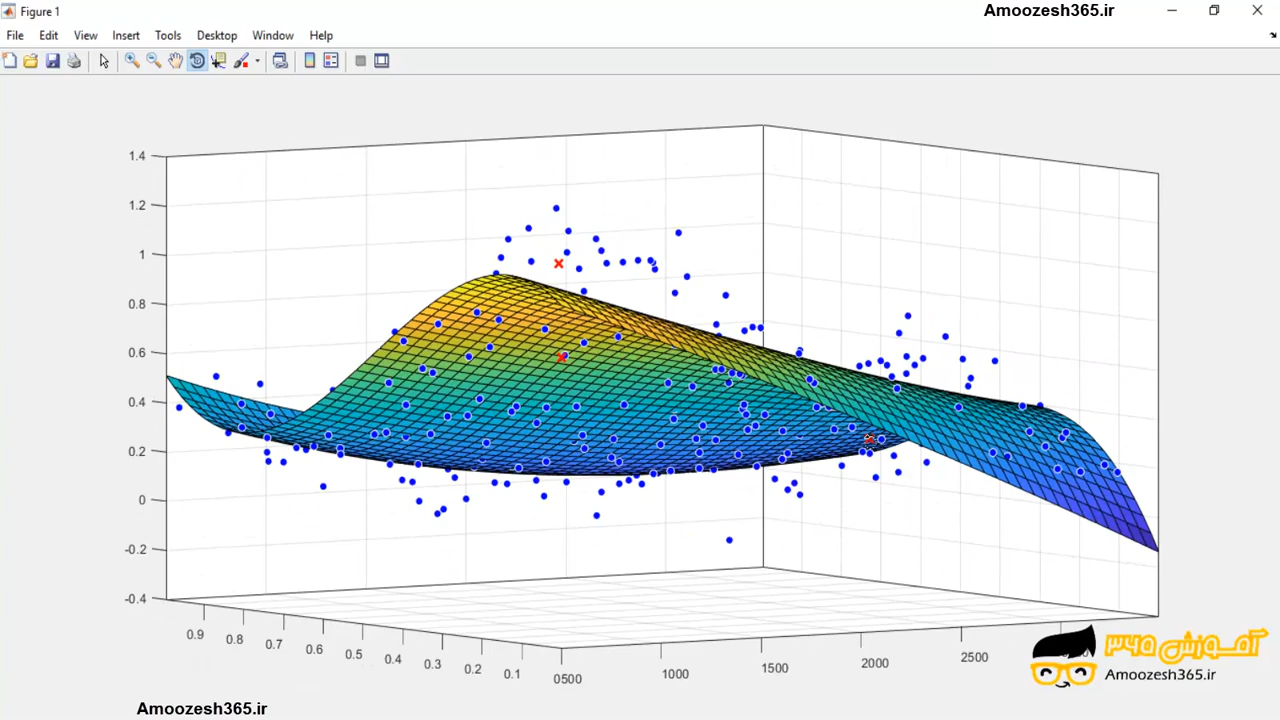 Figure 1
Amoozesh365.ir
File Edit View Insert Tools Desktop Window Help
1.4
1.2
1
0.8
0.6
0.4
0.2
0
-0.2
-0.4
0.9 0.8 0.7 0.6 0.5 0.4 0.3 0.2 0.1 0
500 1000 1500 2000 2500
آموزش ۳۶۵
Amoozesh365.ir
Amoozesh365.ir